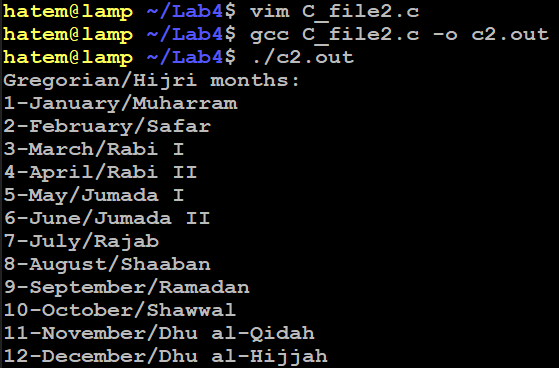 hatem@lamp ~/Lab4$ vim C_file2.c
hatem@lamp ~/Lab4$ gcc C_file2.c -o c2.out
hatem@lamp ~/Lab4$ ./c2.out
Gregorian/Hijri months:
1-January/Muharram
2-February/Safar
3-March/Rabi I
4-April/Rabi II
5-May/Jumada I
6-June/Jumada II
7-July/Rajab
8-August/Shaaban
9-September/Ramadan
10-October/Shawwal
11-November/Dhu al-Qidah
12-December/Dhu al-Hijjah